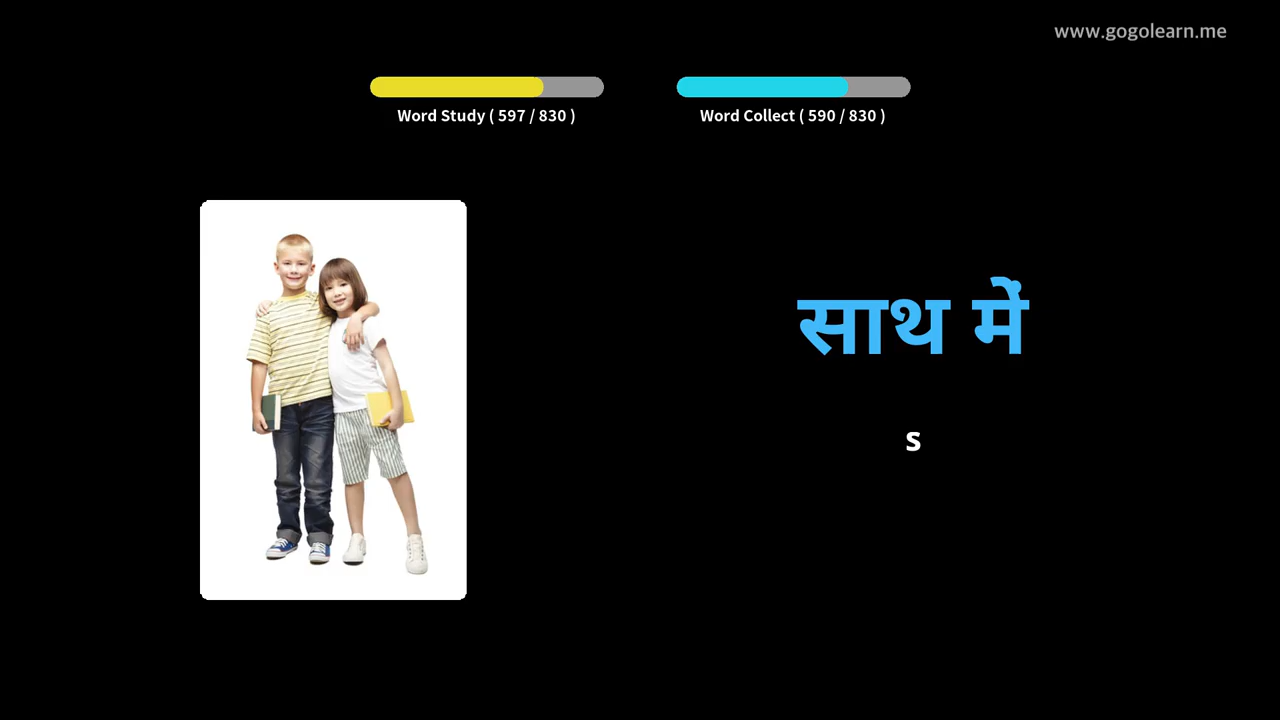 www.gogolearn.me
Word Study ( 597 / 830 )
Word Collect ( 590 / 830 )
साथ में
s